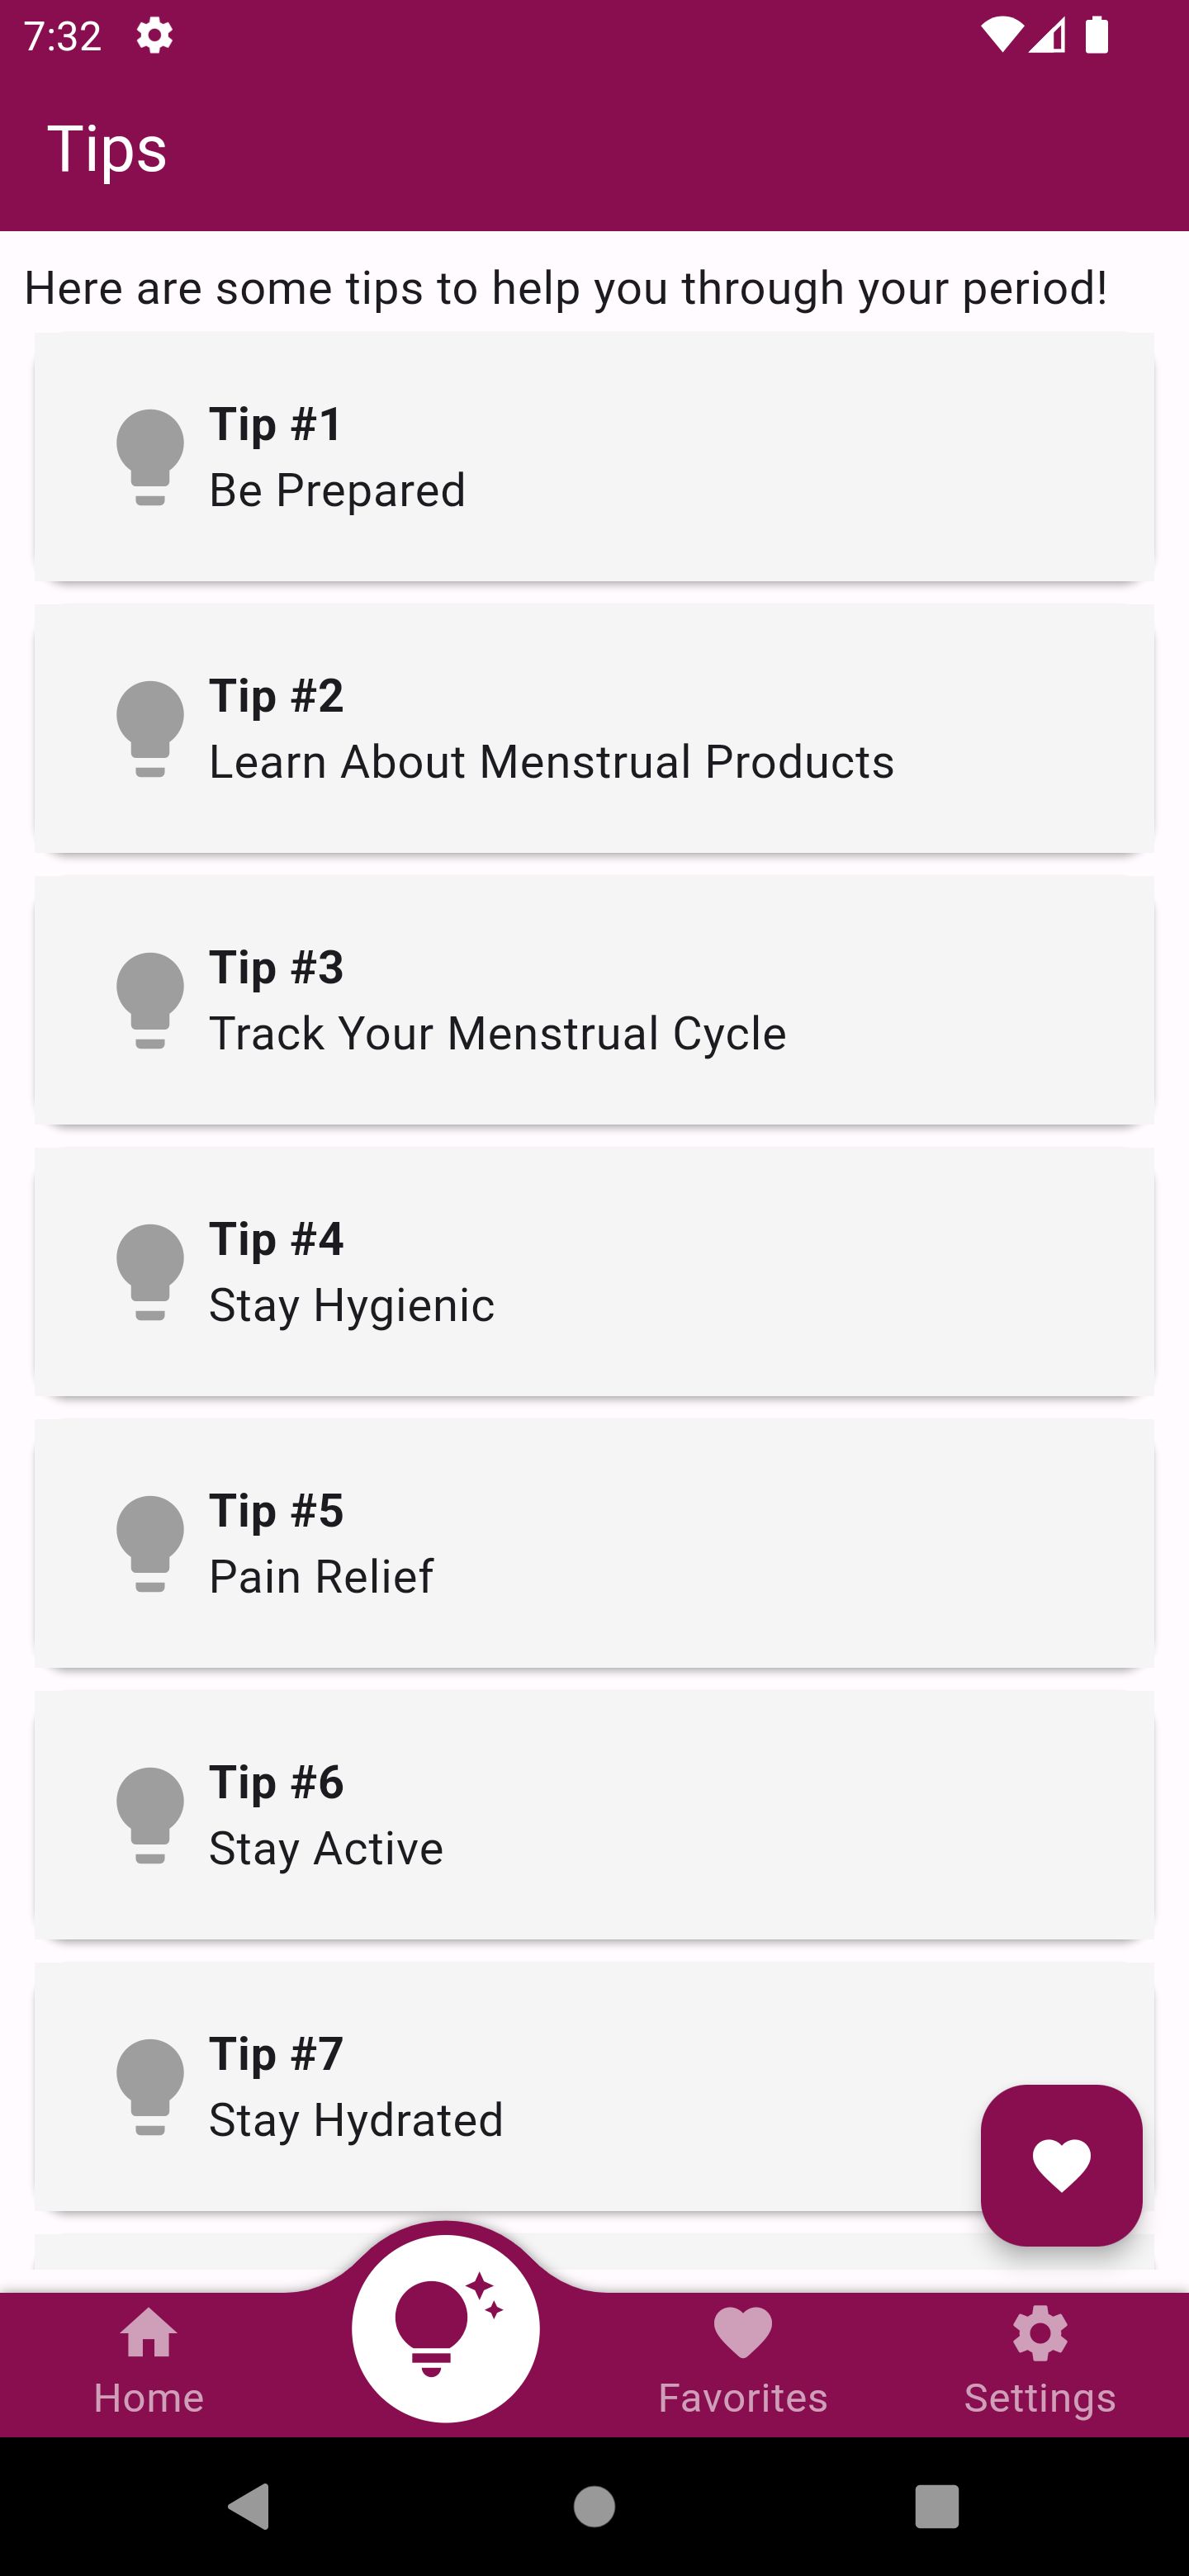 7:32
Tips
Here are some tips to help you through your period!
Tip #1
Be Prepared
Tip #2
Learn About Menstrual Products
Tip #3
Track Your Menstrual Cycle
Tip #4
Stay Hygienic
Tip #5
Pain Relief
Tip #6
Stay Active
Tip #7
Stay Hydrated
Home
Favorites
Settings